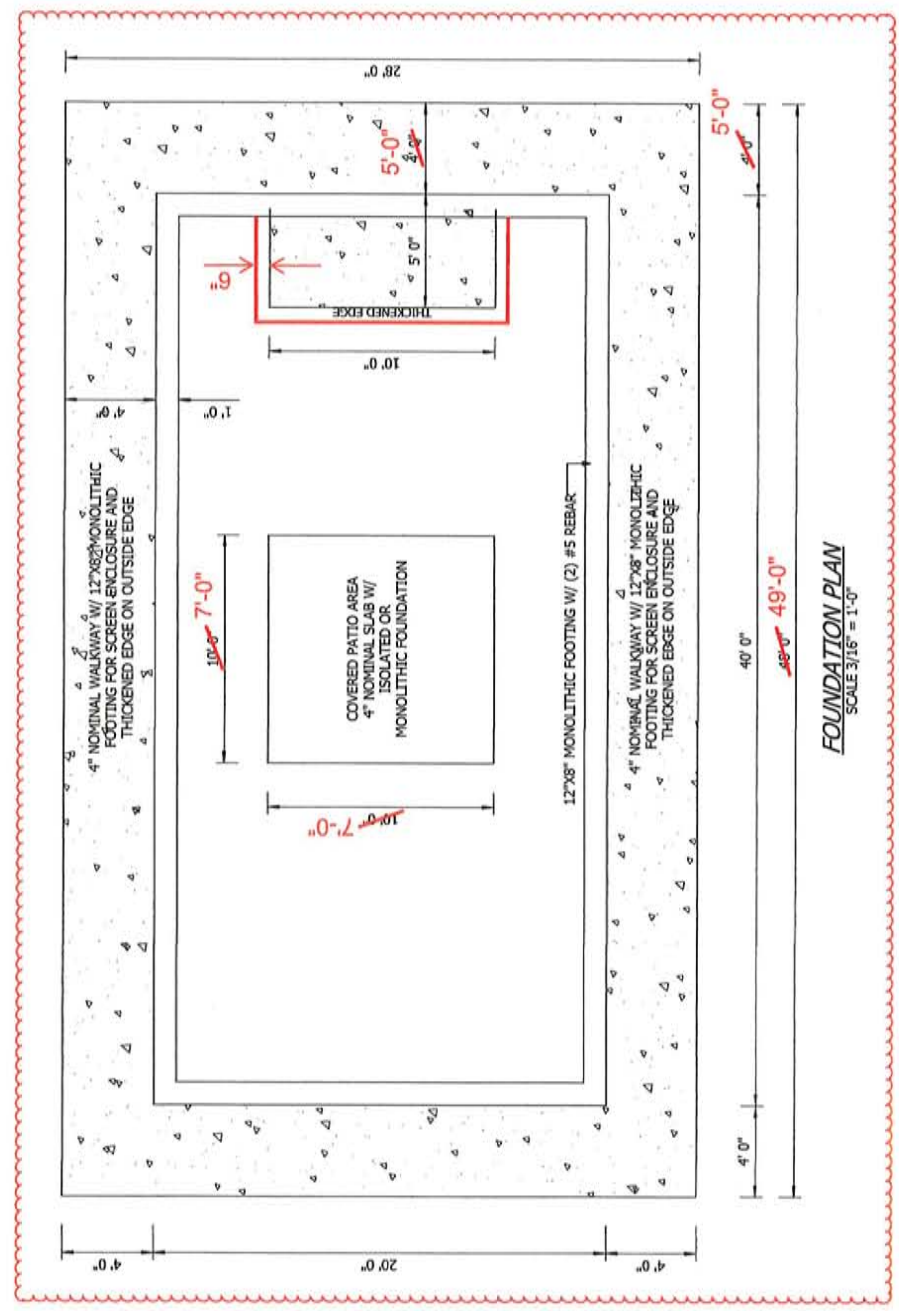 4" NOMINAL WALKWAY W/ 12"X8" MONOLITHIC
FOOTING FOR SCREEN ENCLOSURE AND
THICKENED EDGE ON OUTSIDE EDGE
4' 0"
4' 0"
1' 0"
28' 0"
6"
10' 0"
7'-0"
10' 0"
7'-0"
COVERED PATIO AREA
4" NOMINAL SLAB W/
ISOLATED OR
MONOLITHIC FOUNDATION
10' 0"
THICKENED EDGE
5' 0"
4' 0"
5'-0"
20' 0"
12"X8" MONOLITHIC FOOTING W/ (2) #5 REBAR
4" NOMINAL WALKWAY W/ 12"X8" MONOLITHIC
FOOTING FOR SCREEN ENCLOSURE AND
THICKENED EDGE ON OUTSIDE EDGE
4' 0"
4' 0"
40' 0"
4' 0"
5'-0"
49'-0"
FOUNDATION PLAN
SCALE 3/16" = 1'-0"